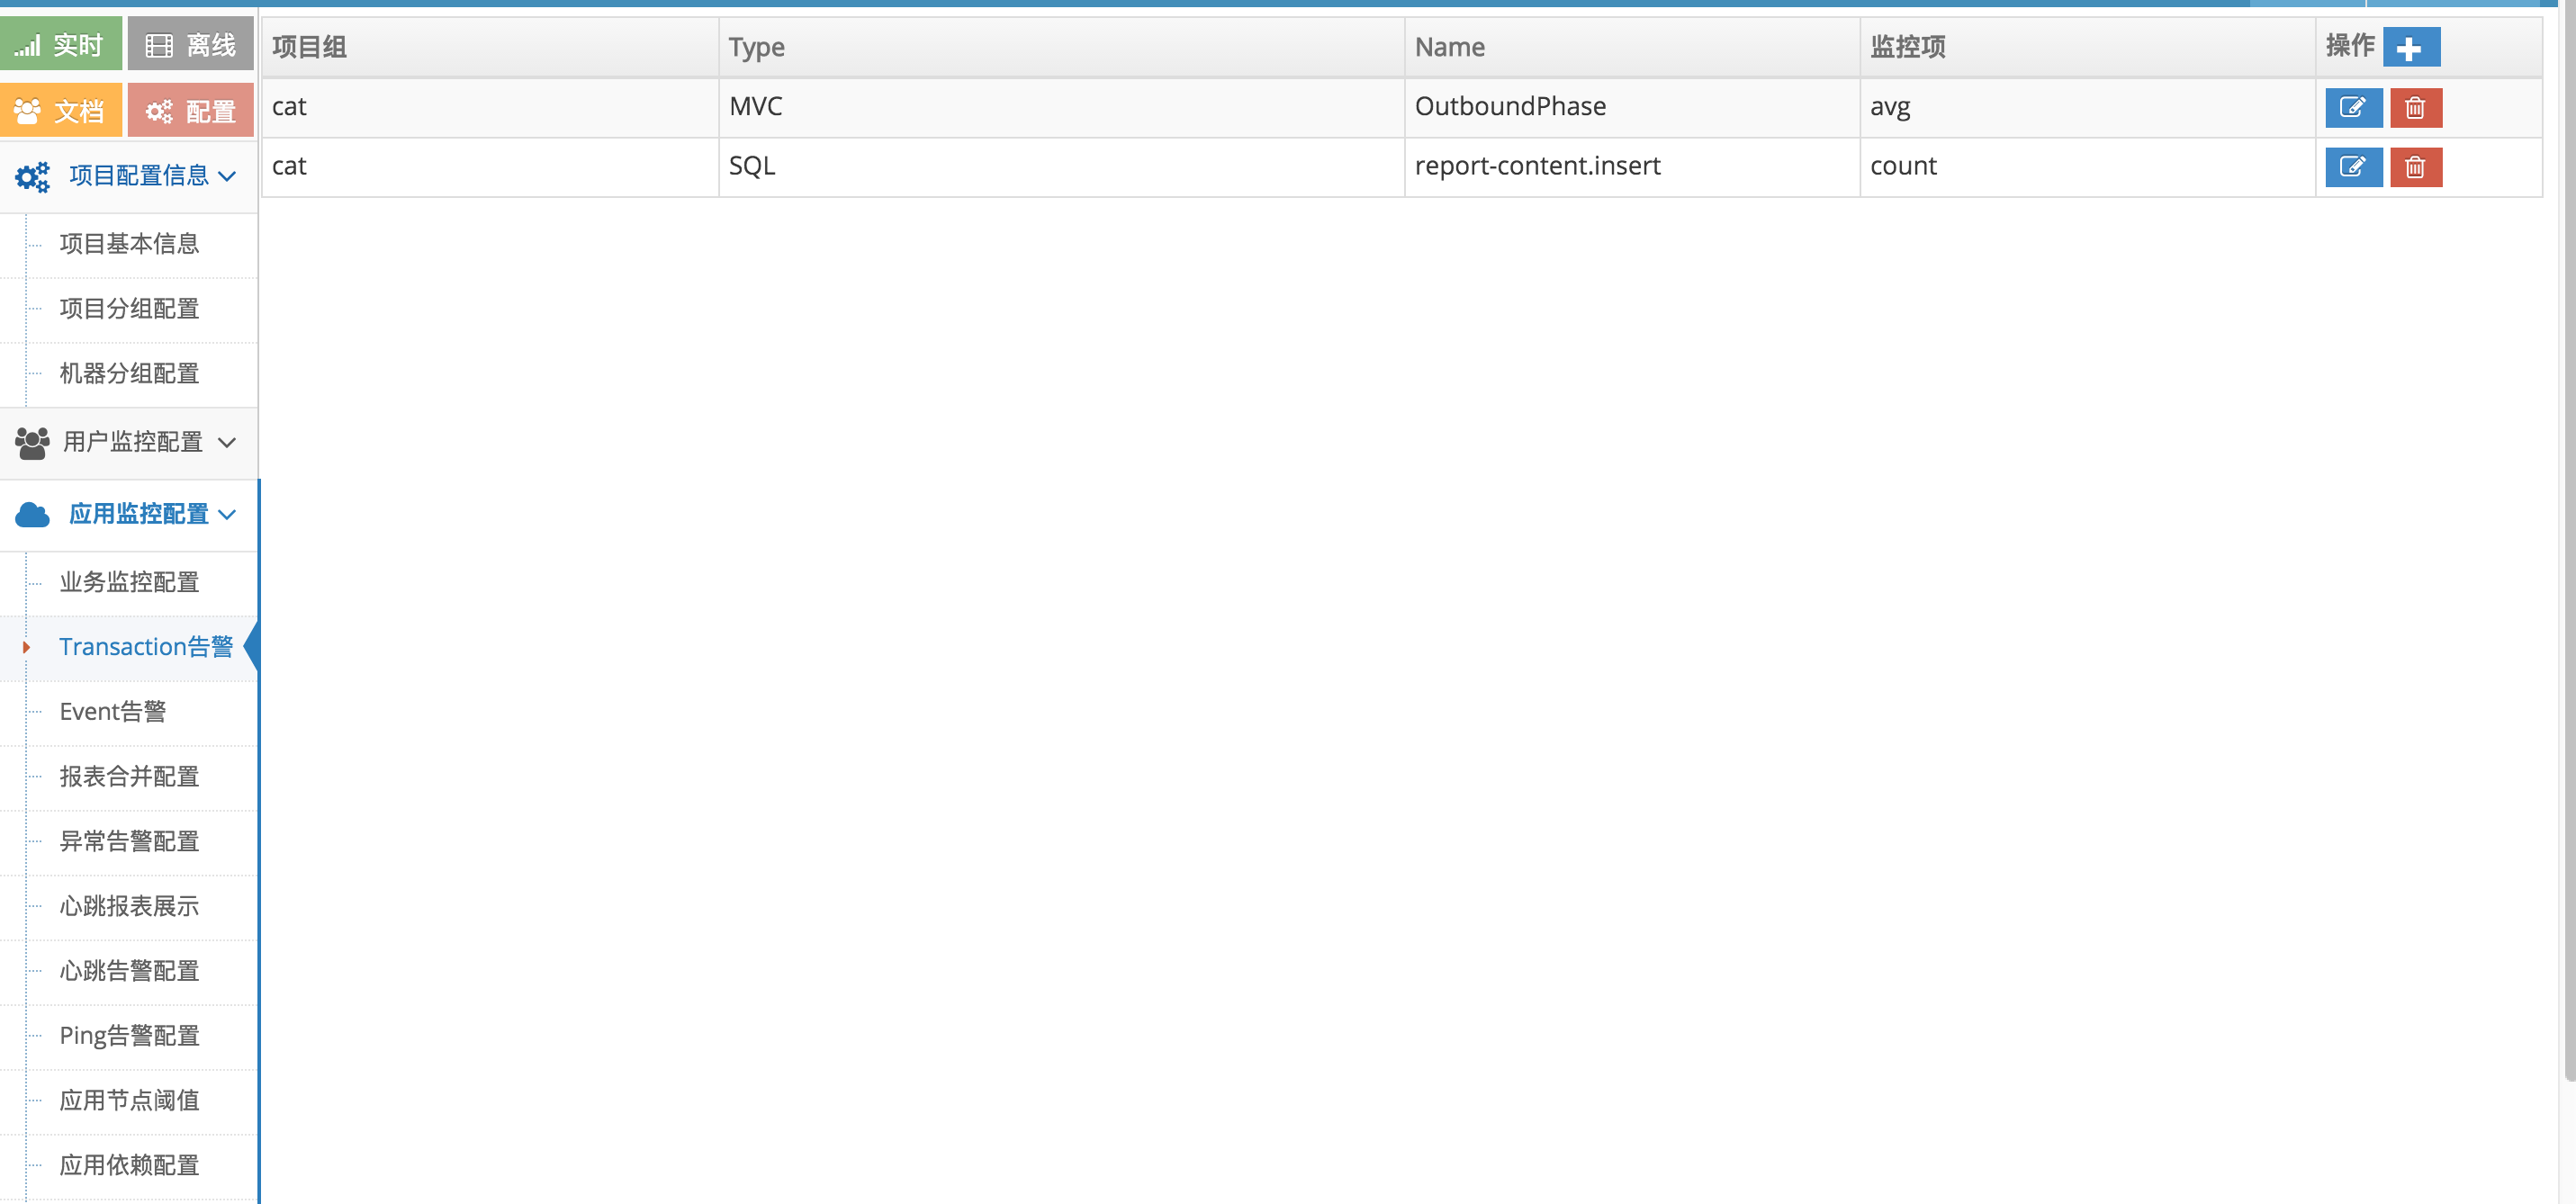 实时 离线
文档 配置
项目配置信息
项目基本信息
项目分组配置
机器分组配置
用户监控配置
应用监控配置
业务监控配置
Transaction告警
Event告警
报表合并配置
异常告警配置
心跳报表展示
心跳告警配置
Ping告警配置
应用节点阈值
应用依赖配置
项目组 Type Name 监控项 操作
cat MVC OutboundPhase avg
cat SQL report-content.insert count